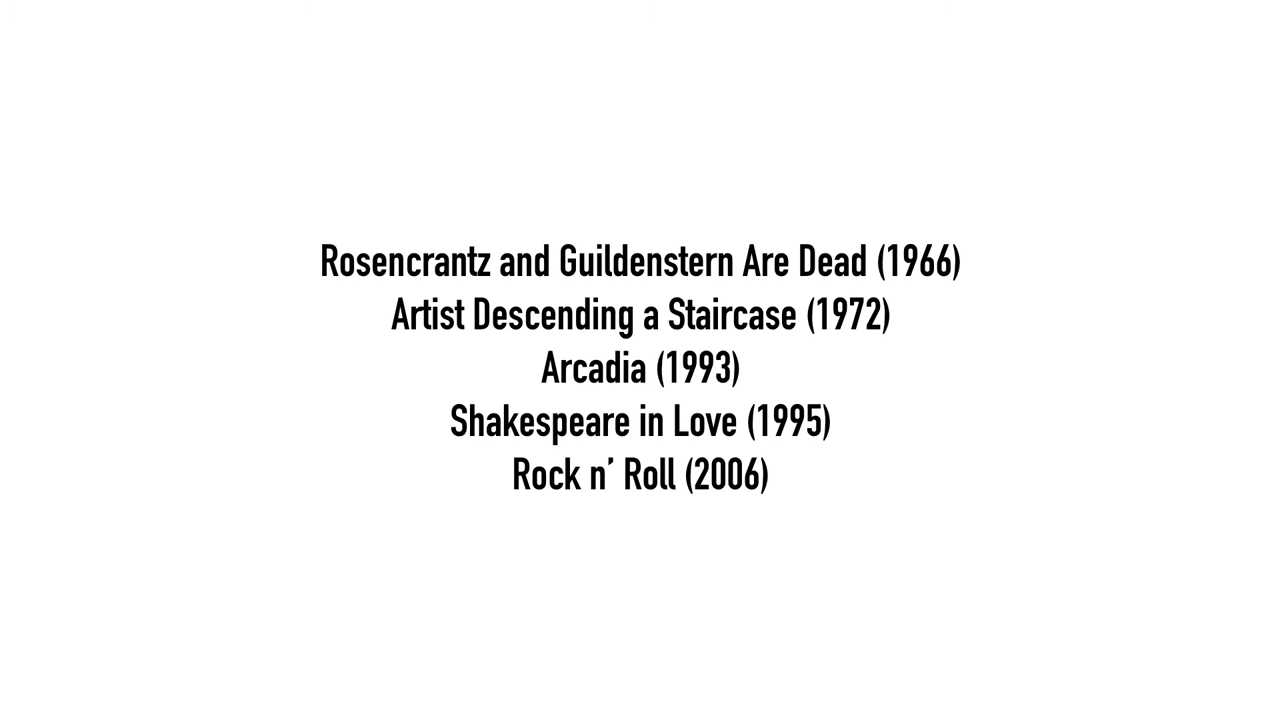 Rosencrantz and Guildenstern Are Dead (1966)
Artist Descending a Staircase (1972)
Arcadia (1993)
Shakespeare in Love (1995)
Rock n’ Roll (2006)